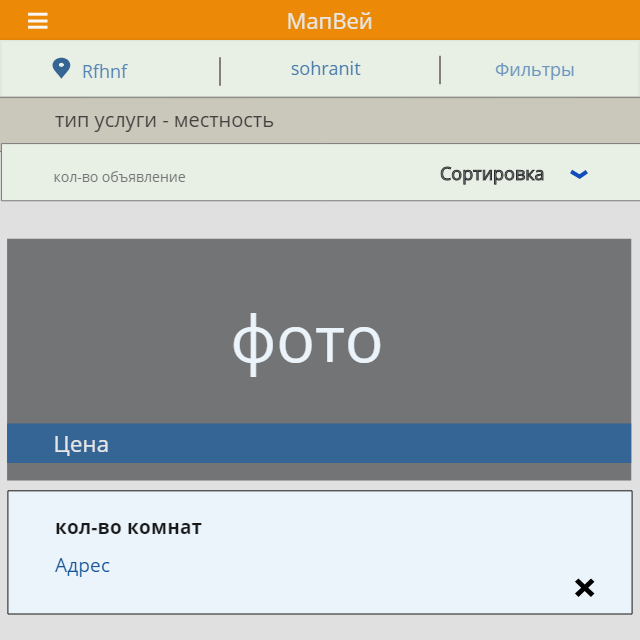 МапВей
Rfhnf
sohranit
Фильтры
тип услуги - местность
кол-во объявление
Сортировка
фото
Цена
кол-во комнат
Адрес